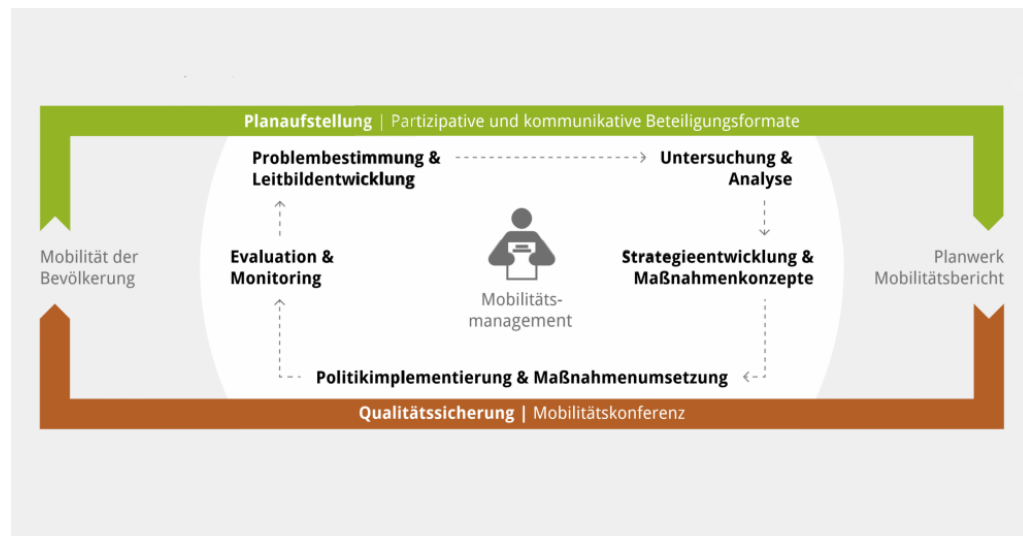 Planaufstellung | Partizipative und kommunikative Beteiligungsformate
Problembestimmung &
Leitbildentwicklung
Untersuchung &
Analyse
Mobilität der
Bevölkerung
Evaluation &
Monitoring
Mobilitäts-
management
Strategieentwicklung &
Maßnahmenkonzepte
Planwerk
Mobilitätsbericht
Politikimplementierung & Maßnahmenumsetzung
Qualitätssicherung | Mobilitätskonferenz